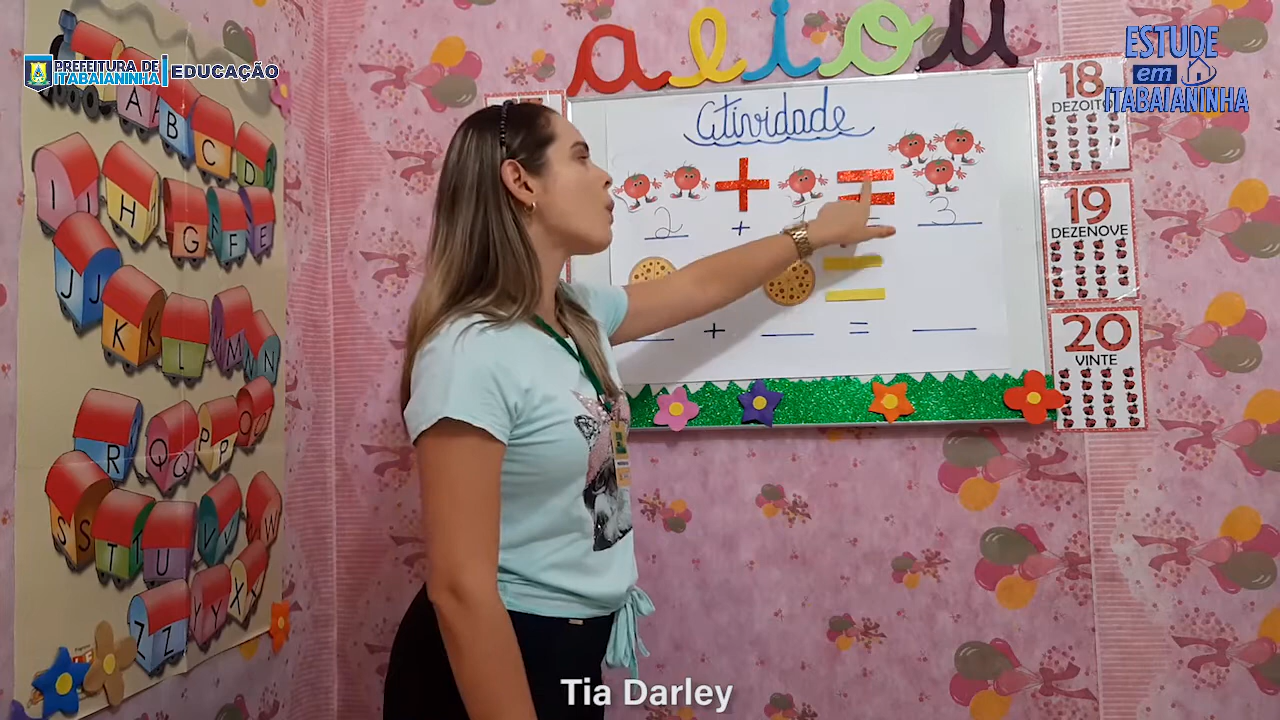 PREFEITURA DE
ITABAIANINHA
EDUCAÇÃO
ESTUDE
em
ITABAIANINHA
a e i o u
Atividade
2 + 1 = 3
+ =
18
DEZOITO
19
DEZENOVE
20
VINTE
A B C D
I H G F E
J K L M N
R Q P O
S T U V W
Z Y X
Tia Darley